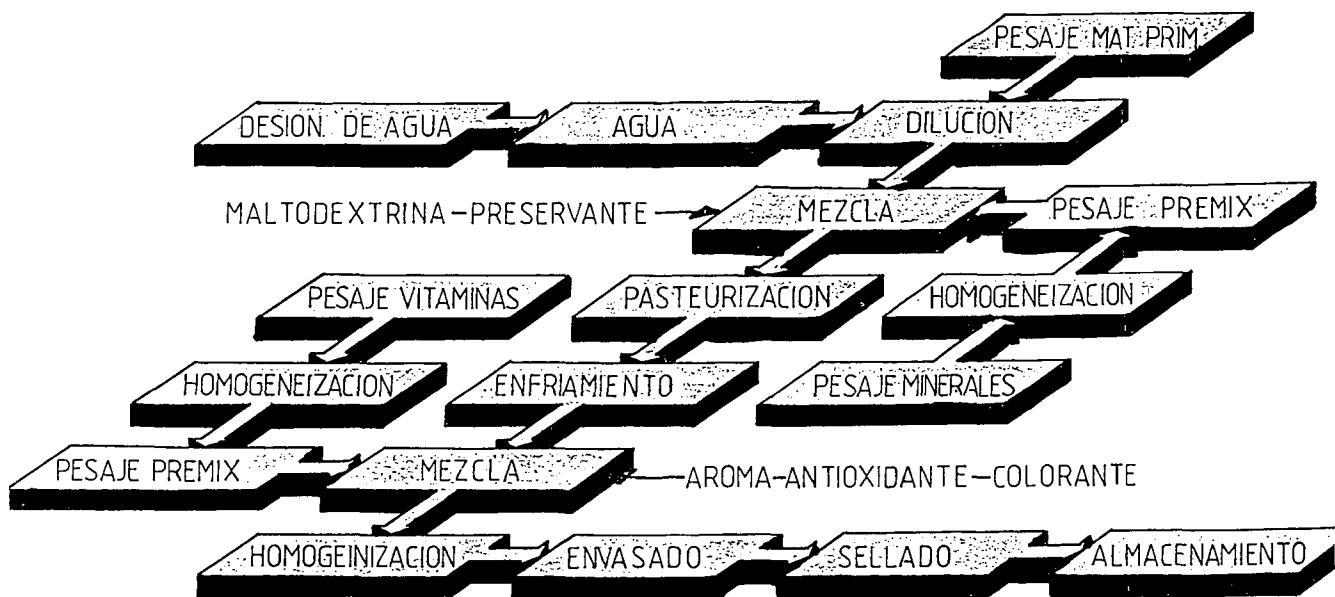 PESAJE MAT. PRIM
DESION. DE AGUA
AGUA
DILUCION
MALTODEXTRINA-PRESERVANTE
MEZCLA
PESAJE PREMIX
PESAJE VITAMINAS
PASTEURIZACION
HOMOGENEIZACION
HOMOGENEIZACION
ENFRIAMIENTO
PESAJE MINERALES
PESAJE PREMIX
MEZCLA
AROMA-ANTIOXIDANTE-COLORANTE
HOMOGEINIZACION
ENVASADO
SELLADO
ALMACENAMIENTO